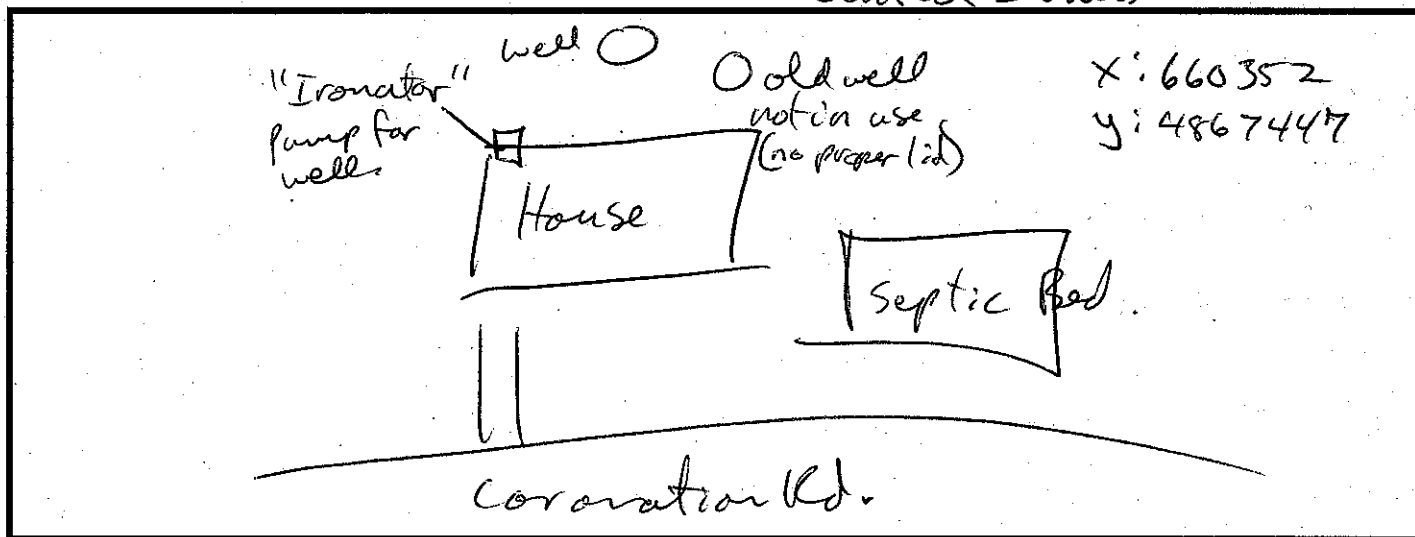 well
"Ironator"
Pump for
well
old well
not in use
(no proper lid)
x: 660352
y: 4867447
House
Septic Bed.
Coronation Rd.